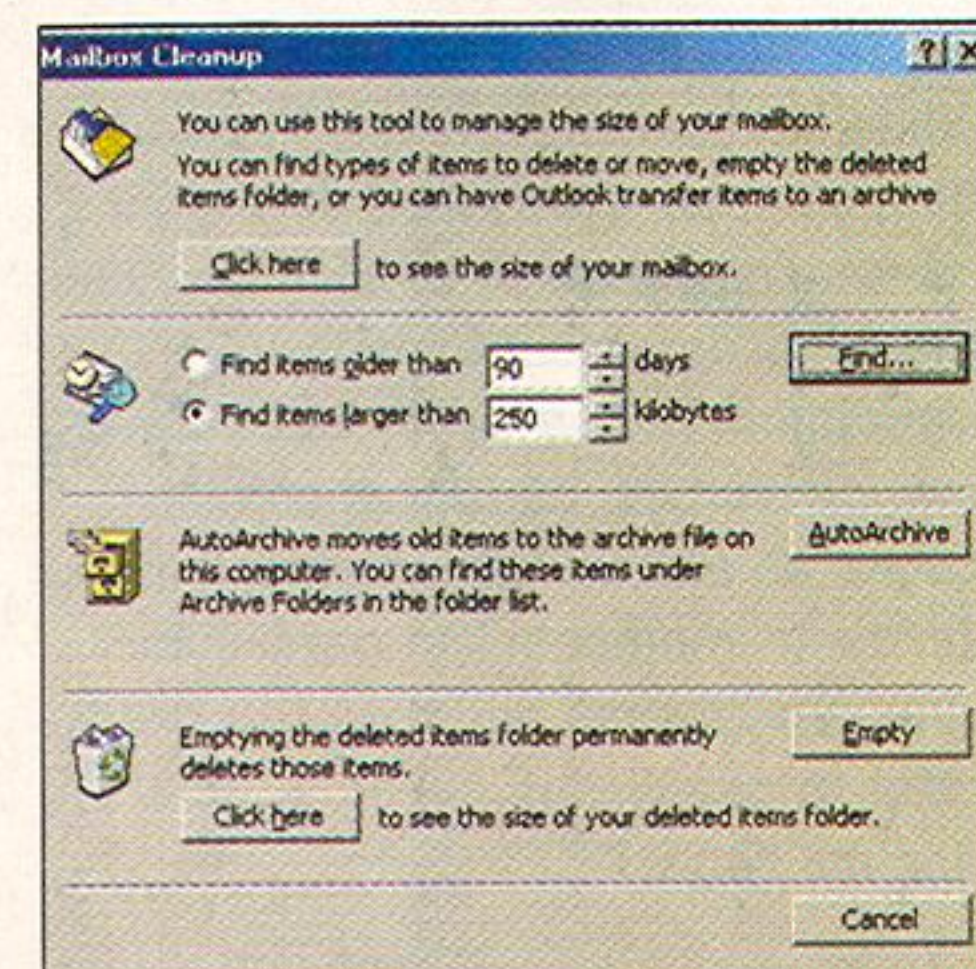 Mailbox Cleanup
You can use this tool to manage the size of your mailbox.
You can find types of items to delete or move, empty the deleted
items folder, or you can have Outlook transfer items to an archive
Click here to see the size of your mailbox.
Find items older than 90 days Find...
Find items larger than 250 kilobytes
AutoArchive moves old items to the archive file on AutoArchive
this computer. You can find these items under
Archive Folders in the folder list.
Emptying the deleted items folder permanently Empty
deletes those items.
Click here to see the size of your deleted items folder.
Cancel